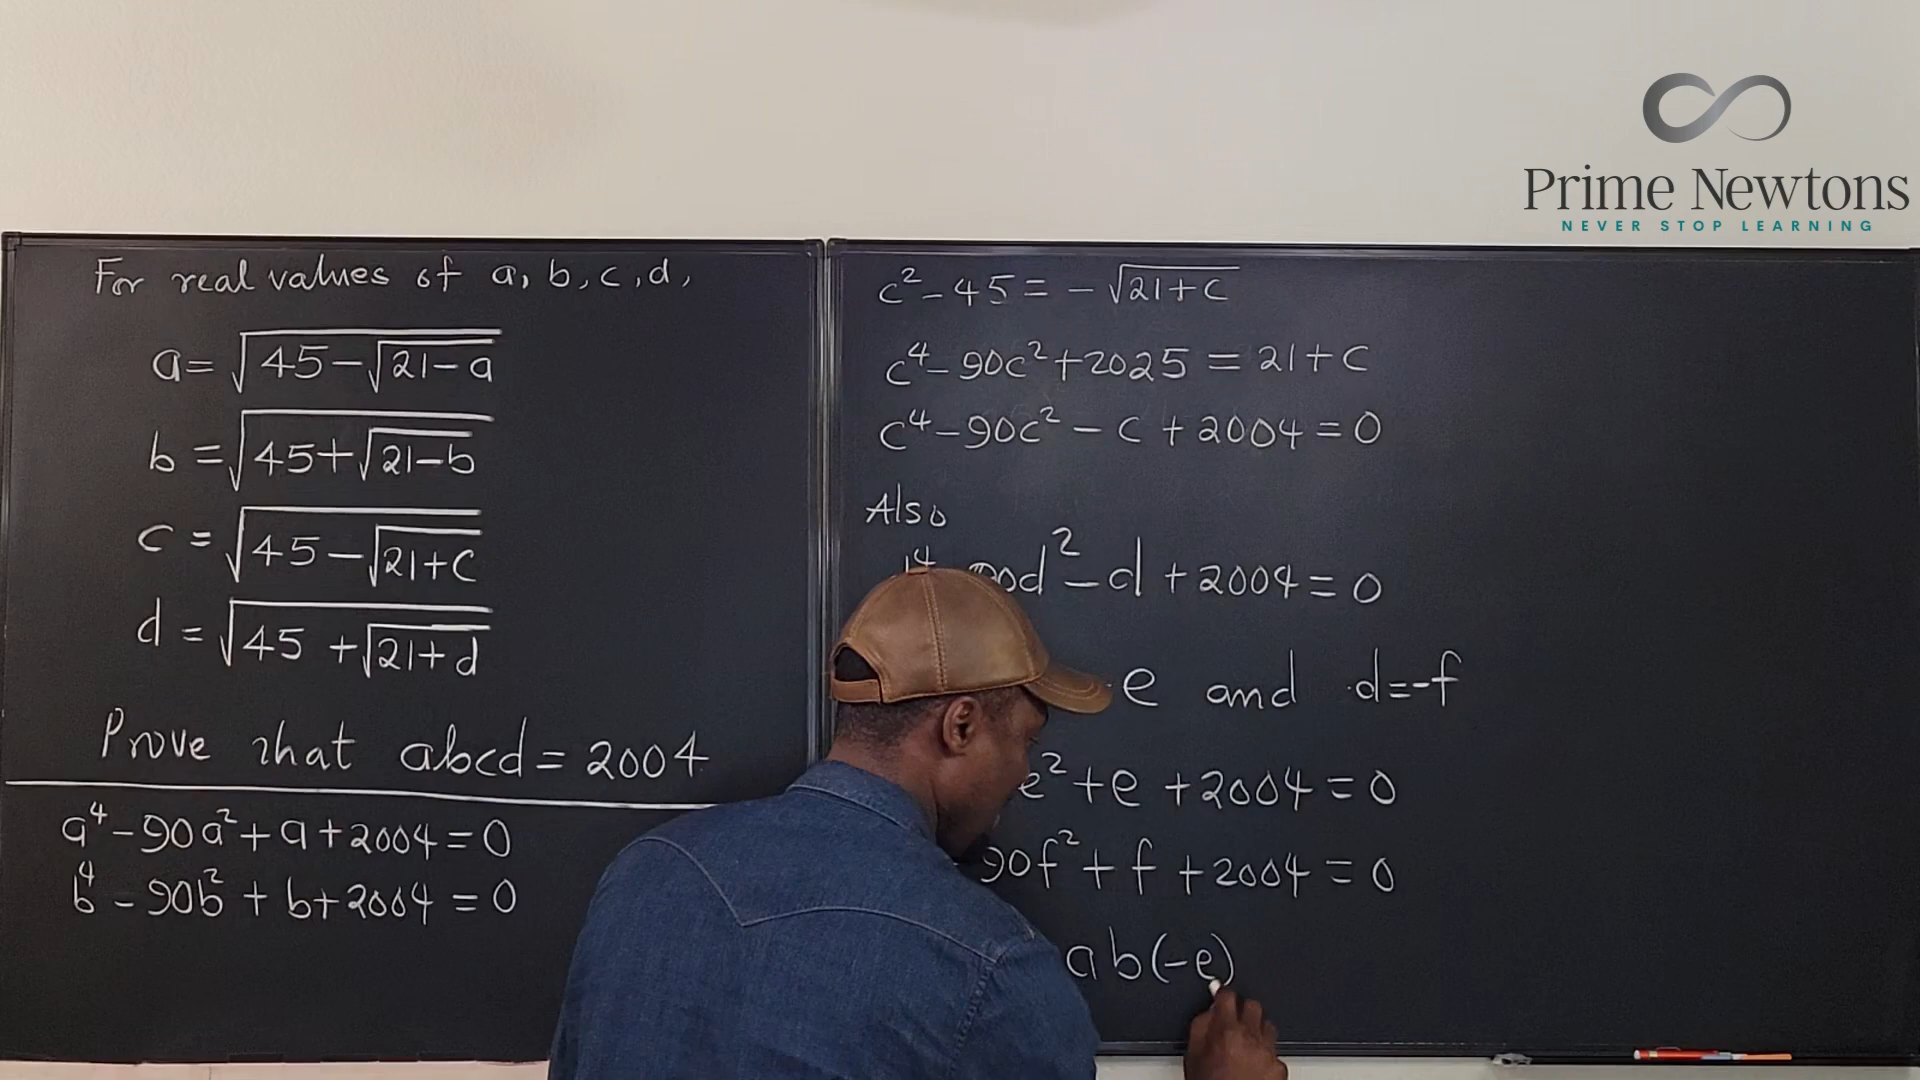 Prime Newtons
NEVER STOP LEARNING
For real values of a, b, c, d,
a = √(45 − √(21 − a))
b = √(45 + √(21 − b))
c = √(45 − √(21 + c))
d = √(45 + √(21 + d))
Prove that abcd = 2004
a⁴ − 90a² + a + 2004 = 0
b⁴ − 90b² + b + 2004 = 0
c² − 45 = − √(21 + c)
c⁴ − 90c² + 2025 = 21 + c
c⁴ − 90c² − c + 2004 = 0
Also
0d² − d + 2004 = 0
e and d = −f
e² + e + 2004 = 0
90f² + f + 2004 = 0
ab(−e)